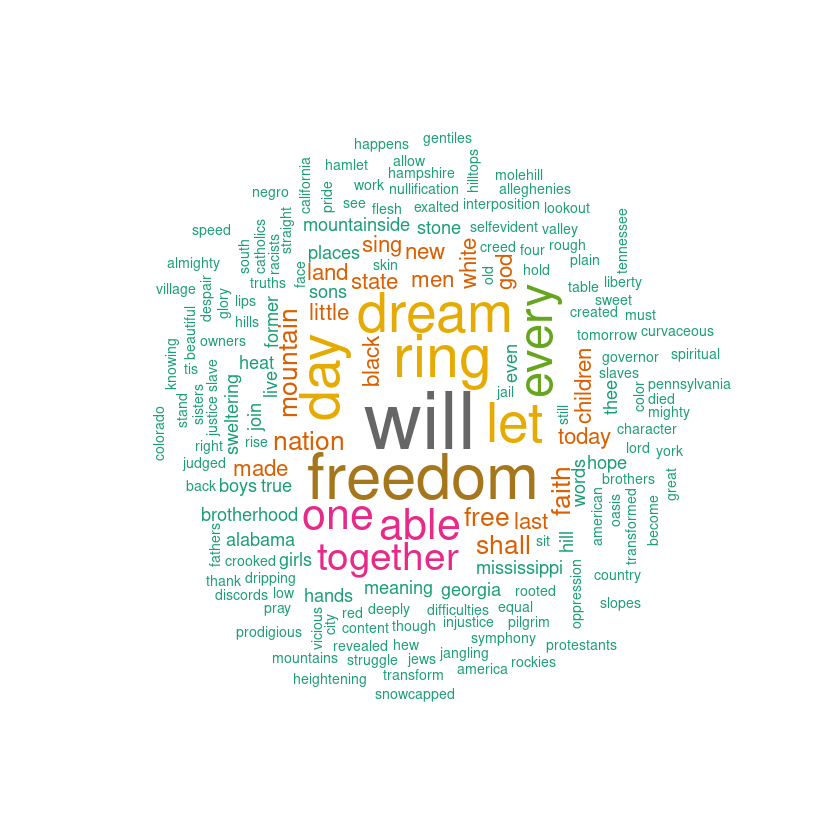 happens
gentiles
hamlet
allow
hampshire
hilltops
molehill
negro
california
pride
work
nullification
alleghenies
see
flesh
exalted
interposition
lookout
speed
straight
mountainside
stone
selfevident
valley
tennessee
south
catholics
racists
places
sing
new
white
creed
four
rough
almighty
truths
face
land
skin
state
men
old
god
hold
plain
village
despair
glory
lips
sons
table
liberty
sweet
hills
former
little
dream
every
created
must
beautiful
owners
mountain
day
black
ring
even
tomorrow
curvaceous
knowing
tis
heat
live
jail
children
governor
spiritual
slaves
stand
sisters
justice
slave
sweltering
join
will
let
still
thee
color
pennsylvania
died
mighty
colorado
right
rise
nation
today
character
lord
york
judged
made
freedom
faith
words
hope
brothers
great
back
boys
true
american
oasis
transformed
become
brotherhood
one
able
free
last
fathers
alabama
together
shall
sit
hill
crooked
girls
mississippi
oppression
country
thank
dripping
discords
low
hands
meaning
georgia
rooted
slopes
pray
vicious
city
red
deeply
difficulties
equal
prodigious
content
though
injustice
pilgrim
revealed
hew
symphony
protestants
mountains
struggle
jews
jangling
america
rockies
heightening
transform
snowcapped